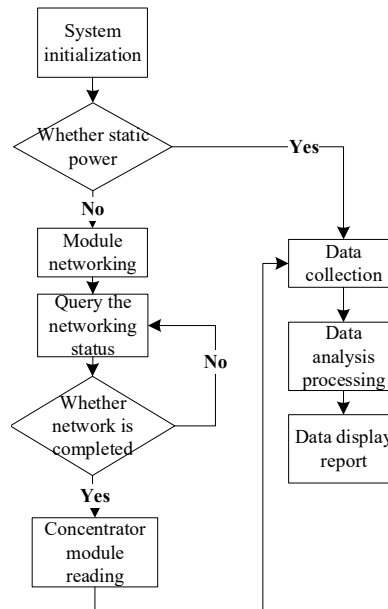 System
initialization
Whether static
power
Yes
No
Module
networking
Query the
networking
status
No
Whether
network is
completed
Yes
Concentrator
module
reading
Data
collection
Data
analysis
processing
Data display
report